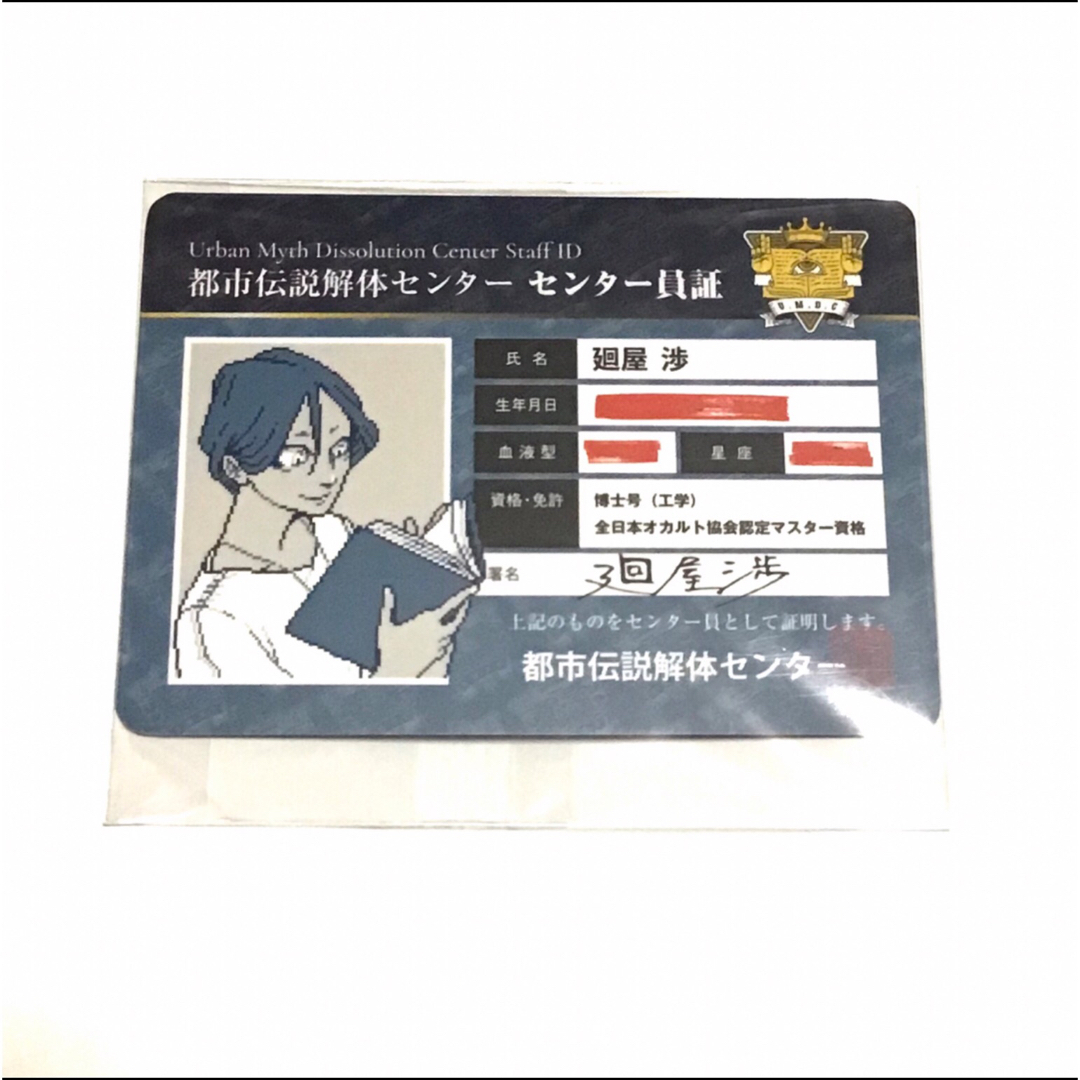 Urban Myth Dissolution Center Staff ID
都市伝説解体センター センター員証
U.M.D.C
氏名 廻屋 渉
生年月日
血液型 星座
資格・免許 博士号（工学）
全日本オカルト協会認定マスター資格
署名 廻屋渉
上記のものをセンター員として証明します。
都市伝説解体センター